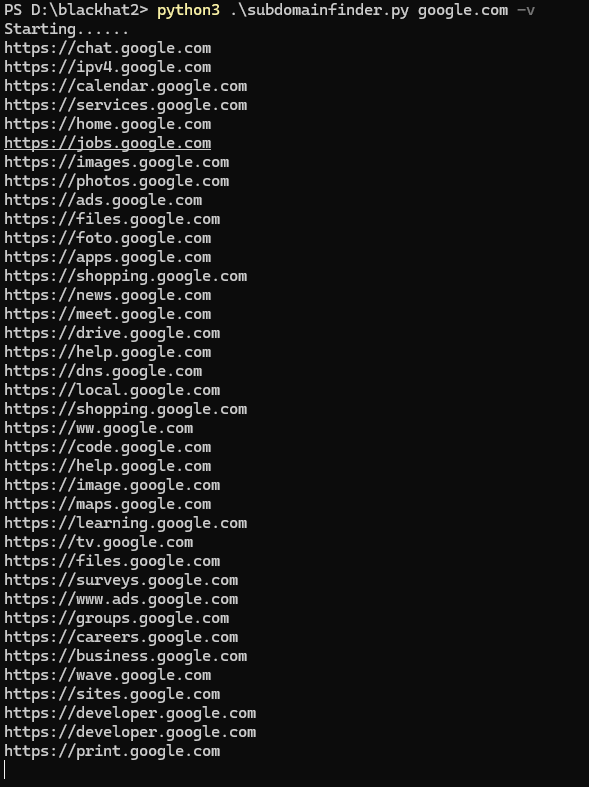 PS D:\blackhat2> python3 .\subdomainfinder.py google.com -v
Starting......
https://chat.google.com
https://ipv4.google.com
https://calendar.google.com
https://services.google.com
https://home.google.com
https://jobs.google.com
https://images.google.com
https://photos.google.com
https://ads.google.com
https://files.google.com
https://foto.google.com
https://apps.google.com
https://shopping.google.com
https://news.google.com
https://meet.google.com
https://drive.google.com
https://help.google.com
https://dns.google.com
https://local.google.com
https://shopping.google.com
https://ww.google.com
https://code.google.com
https://help.google.com
https://image.google.com
https://maps.google.com
https://learning.google.com
https://tv.google.com
https://files.google.com
https://surveys.google.com
https://www.ads.google.com
https://groups.google.com
https://careers.google.com
https://business.google.com
https://wave.google.com
https://sites.google.com
https://developer.google.com
https://developer.google.com
https://print.google.com